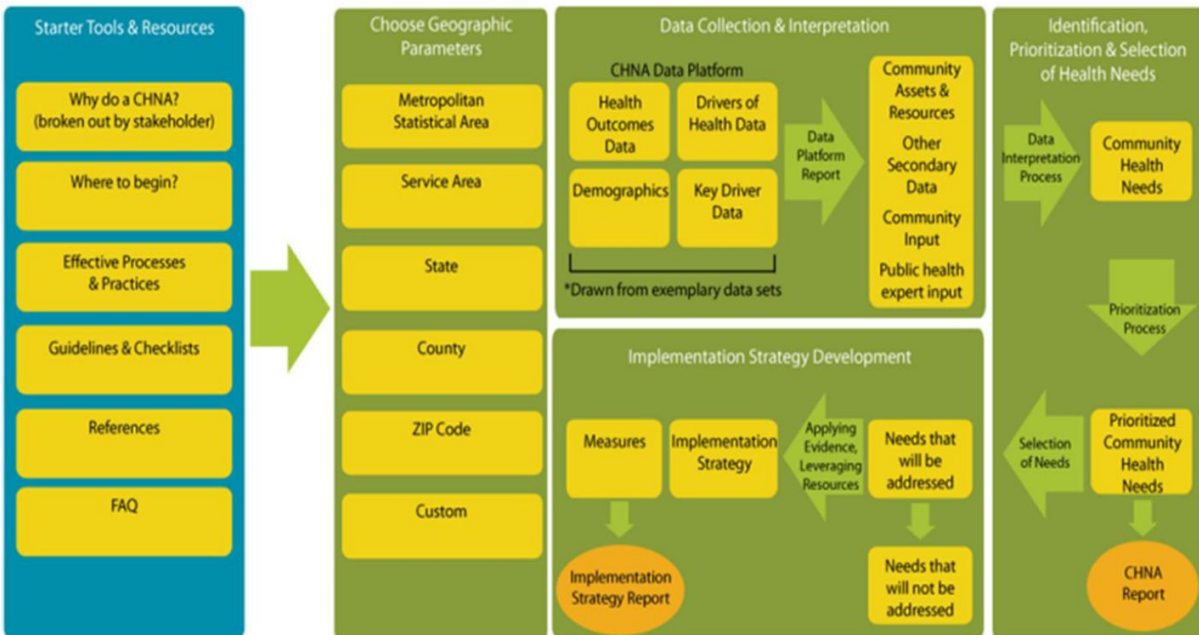 Starter Tools & Resources
Why do a CHNA?
(broken out by stakeholder)
Where to begin?
Effective Processes
& Practices
Guidelines & Checklists
References
FAQ
Choose Geographic
Parameters
Metropolitan
Statistical Area
Service Area
State
County
ZIP Code
Custom
Data Collection & Interpretation
CHNA Data Platform
Health
Outcomes
Data
Drivers of
Health Data
Demographics
Key Driver
Data
*Drawn from exemplary data sets
Data
Platform
Report
Community
Assets &
Resources
Other
Secondary
Data
Community
Input
Public health
expert input
Identification,
Prioritization & Selection
of Health Needs
Data
Interpretation
Process
Community
Health
Needs
Prioritization
Process
Prioritized
Community
Health
Needs
CHNA
Report
Selection
of Needs
Implementation Strategy Development
Needs that
will be
addressed
Needs that
will not be
addressed
Applying
Evidence,
Leveraging
Resources
Implementation
Strategy
Measures
Implementation
Strategy Report